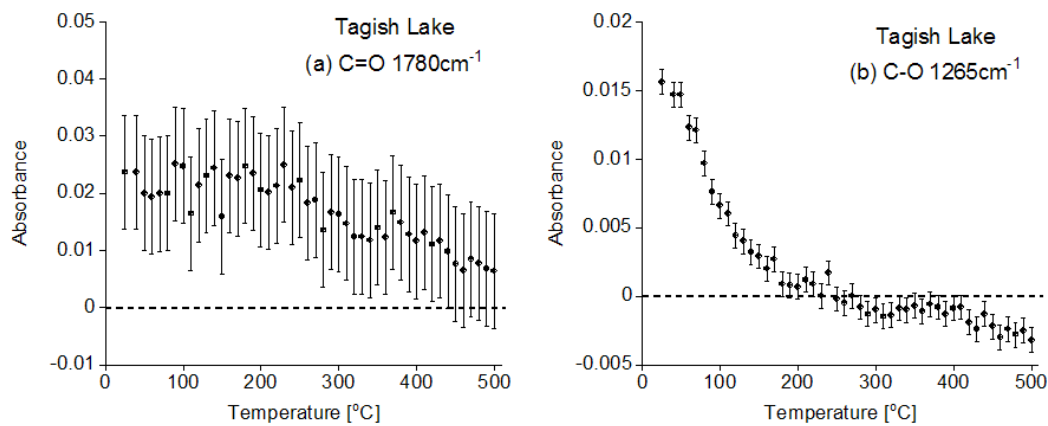 Tagish Lake
(a) C=O 1780cm⁻¹
0.05
0.04
0.03
0.02
0.01
0
-0.01
Absorbance
0 100 200 300 400 500
Temperature [°C]
Tagish Lake
(b) C-O 1265cm⁻¹
0.02
0.015
0.01
0.005
0
-0.005
Absorbance
0 100 200 300 400 500
Temperature [°C]